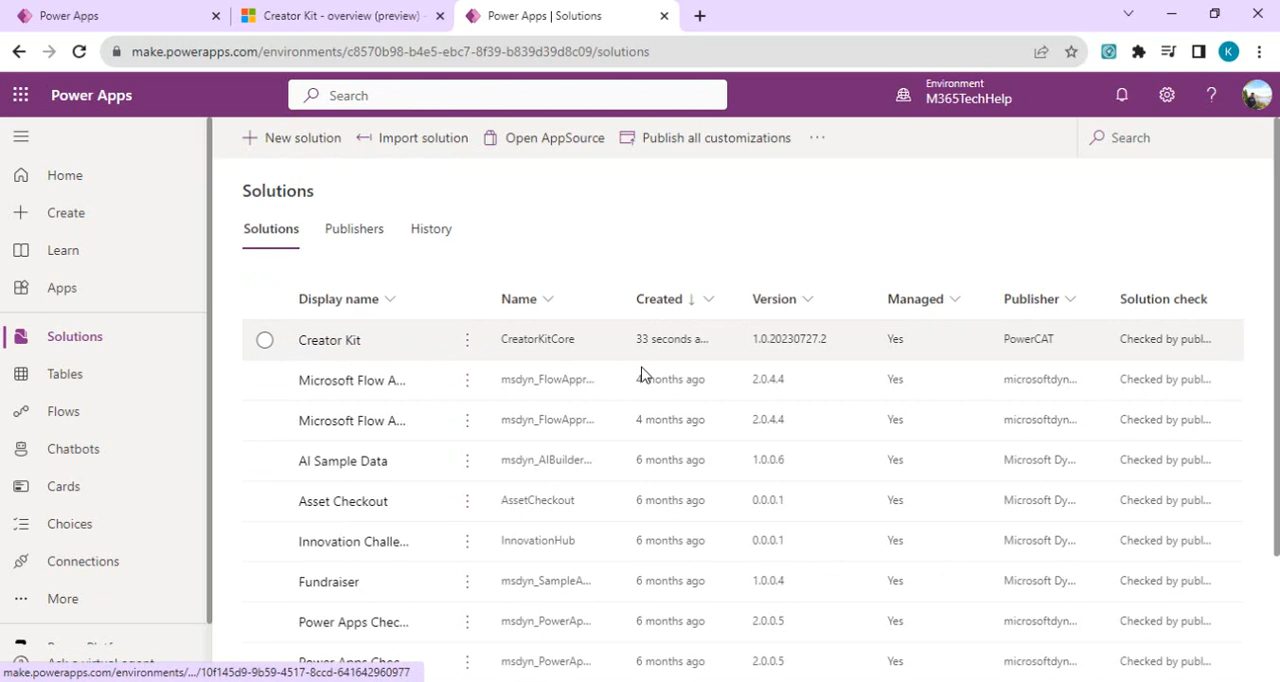 Power Apps
Creator Kit - overview (preview) -
Power Apps | Solutions
make.powerapps.com/environments/c8570b98-b4e5-ebc7-8f39-b839d39d8c09/solutions
K
Power Apps
Search
Environment
M365TechHelp
New solution
Import solution
Open AppSource
Publish all customizations
Search
Home
Create
Learn
Apps
Solutions
Tables
Flows
Chatbots
Cards
Choices
Connections
More
Solutions
Solutions Publishers History
Display name Name Created Version Managed Publisher Solution check
Creator Kit CreatorKitCore 33 seconds a... 1.0.20230727.2 Yes PowerCAT Checked by publ...
Microsoft Flow A... msdyn_FlowAppr... 4 months ago 2.0.4.4 Yes microsoftdyn... Checked by publ...
Microsoft Flow A... msdyn_FlowAppr... 4 months ago 2.0.4.4 Yes microsoftdyn... Checked by publ...
AI Sample Data msdyn_AIBuilder... 6 months ago 1.0.0.6 Yes Microsoft Dy... Checked by publ...
Asset Checkout AssetCheckout 6 months ago 0.0.0.1 Yes Microsoft Dy... Checked by publ...
Innovation Challe... InnovationHub 6 months ago 0.0.0.1 Yes Microsoft Dy... Checked by publ...
Fundraiser msdyn_SampleA... 6 months ago 1.0.0.4 Yes Microsoft Dy... Checked by publ...
Power Apps Chec... msdyn_PowerAp... 6 months ago 2.0.0.5 Yes microsoftdyn... Checked by publ...
Power Apps Chec... msdyn_PowerAp... 6 months ago 2.0.0.5 Yes microsoftdyn... Checked by publ...
Ask a virtual agent
make.powerapps.com/environments/.../10f145d9-9b59-4517-8ccd-641642960977